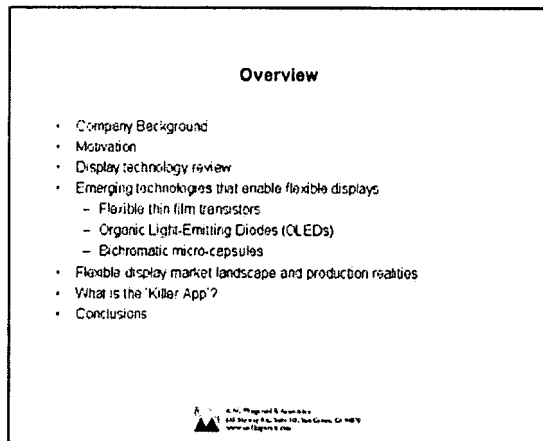 Overview
• Company Background
• Motivation
• Display technology review
• Emerging technologies that enable flexible displays
– Flexible thin film transistors
– Organic Light-Emitting Diodes (OLEDs)
– Bichromatic micro-capsules
• Flexible display market landscape and production realities
• What is the 'Killer App'?
• Conclusions
& Associates